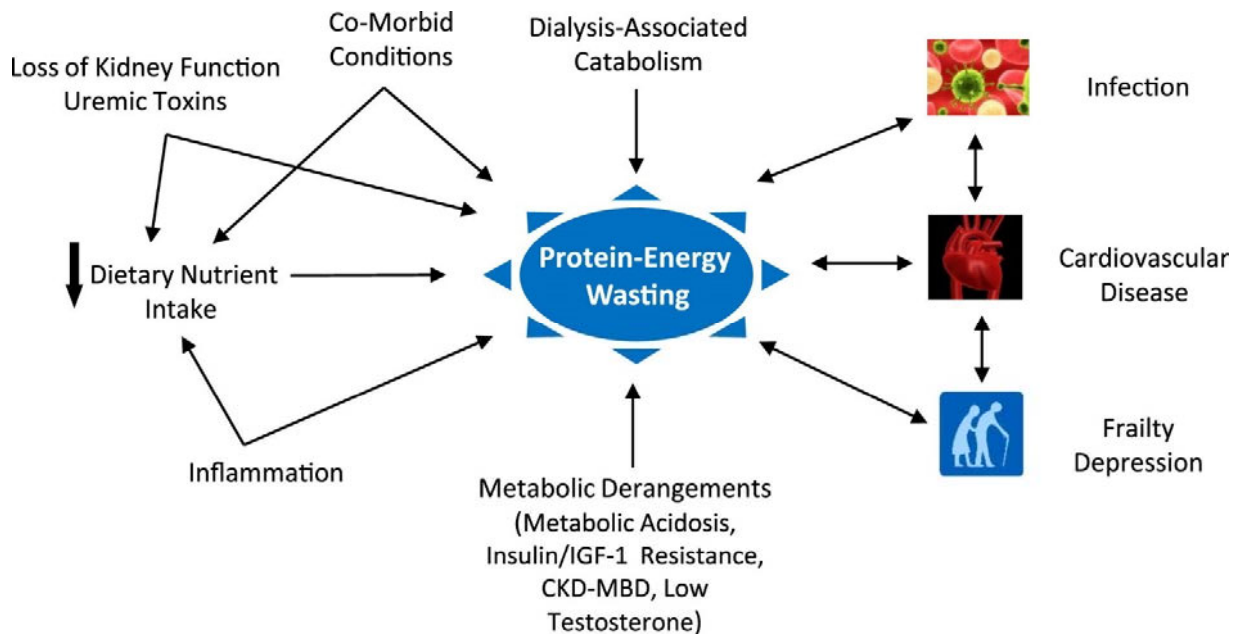 Co-Morbid
Conditions
Dialysis-Associated
Catabolism
Loss of Kidney Function
Uremic Toxins
Infection
Dietary Nutrient
Intake
Protein-Energy
Wasting
Cardiovascular
Disease
Inflammation
Frailty
Depression
Metabolic Derangements
(Metabolic Acidosis,
Insulin/IGF-1 Resistance,
CKD-MBD, Low
Testosterone)